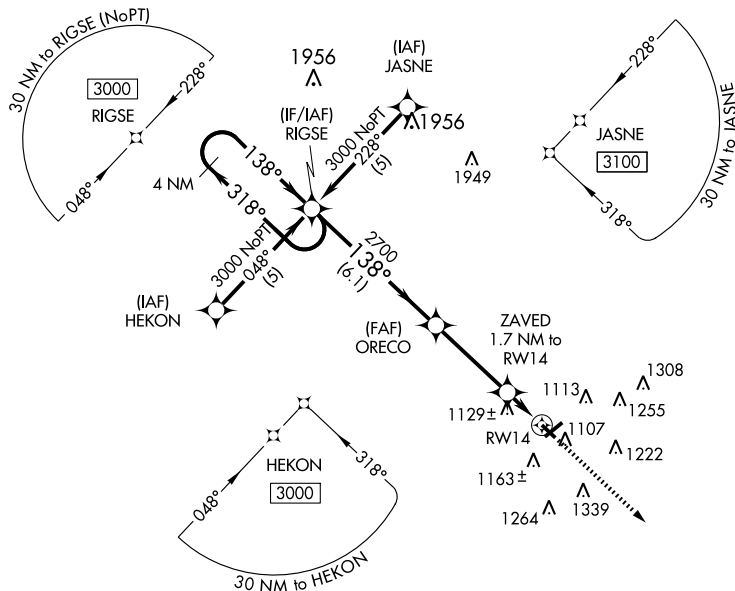 30 NM to RIGSE (NoPT)
3000
RIGSE
228°
048°
1956
(IAF)
JASNE
1956
1949
(IF/IAF)
RIGSE
3000 NoPT
228°
(5)
138°
318°
4 NM
3000 NoPT
048°
(5)
(IAF)
HEKON
2700
138°
(6.1)
(FAF)
ORECO
ZAVED
1.7 NM to
RW14
228°
JASNE
3100
318°
30 NM to JASNE
1308
1113
1255
1129±
RW14
1107
1222
1163±
1339
1264
HEKON
3000
048°
318°
30 NM to HEKON